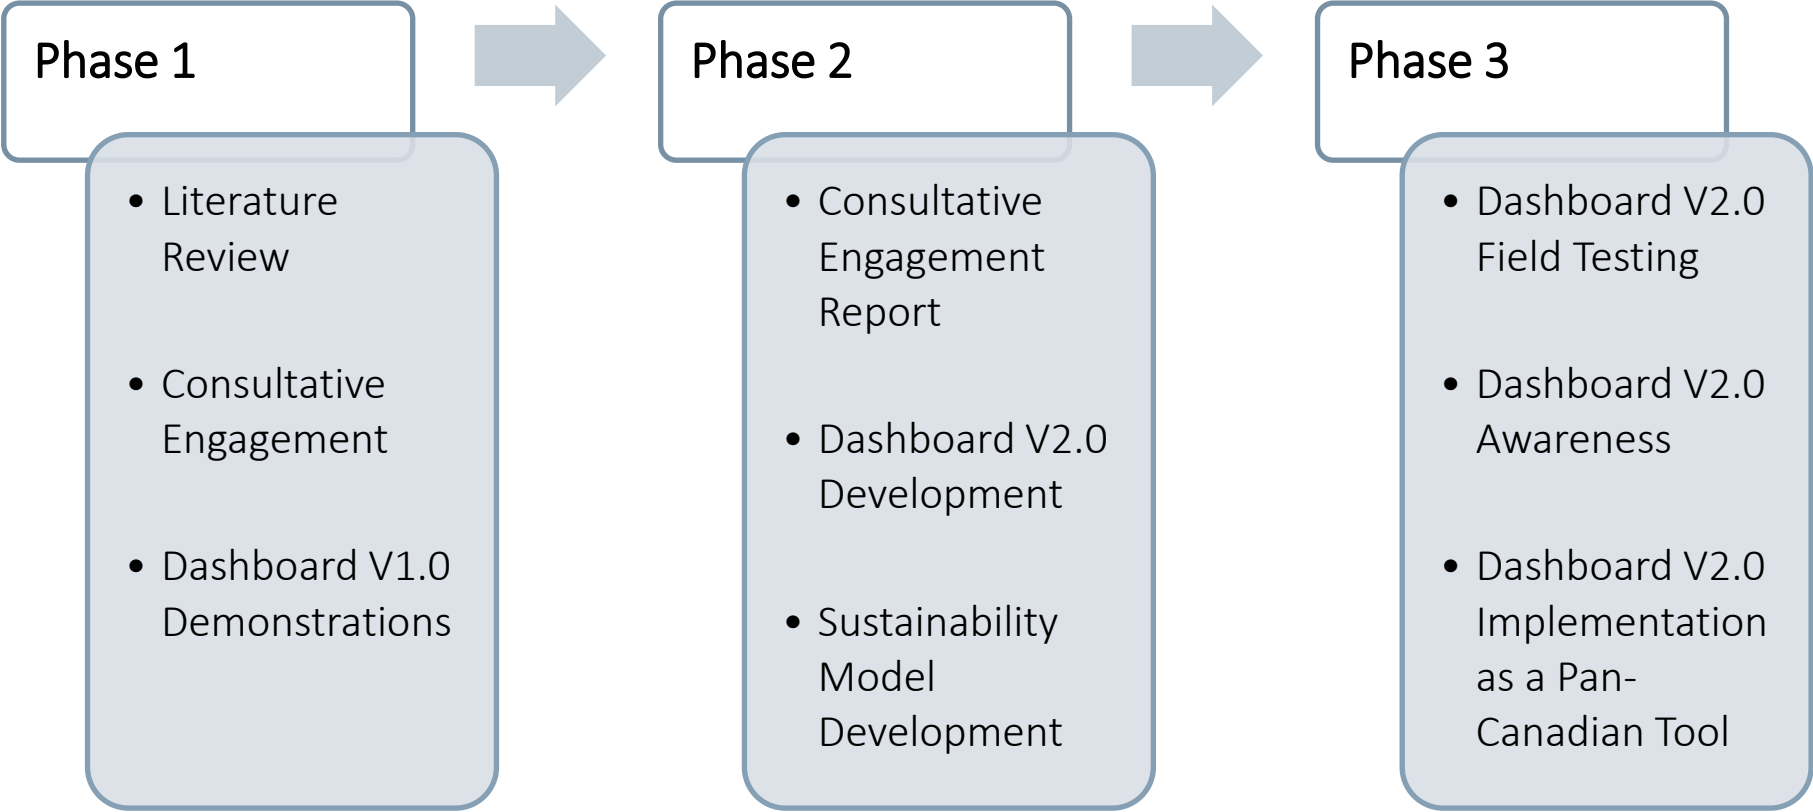 Phase 1
• Literature
Review
• Consultative
Engagement
• Dashboard V1.0
Demonstrations
Phase 2
• Consultative
Engagement
Report
• Dashboard V2.0
Development
• Sustainability
Model
Development
Phase 3
• Dashboard V2.0
Field Testing
• Dashboard V2.0
Awareness
• Dashboard V2.0
Implementation
as a Pan-
Canadian Tool